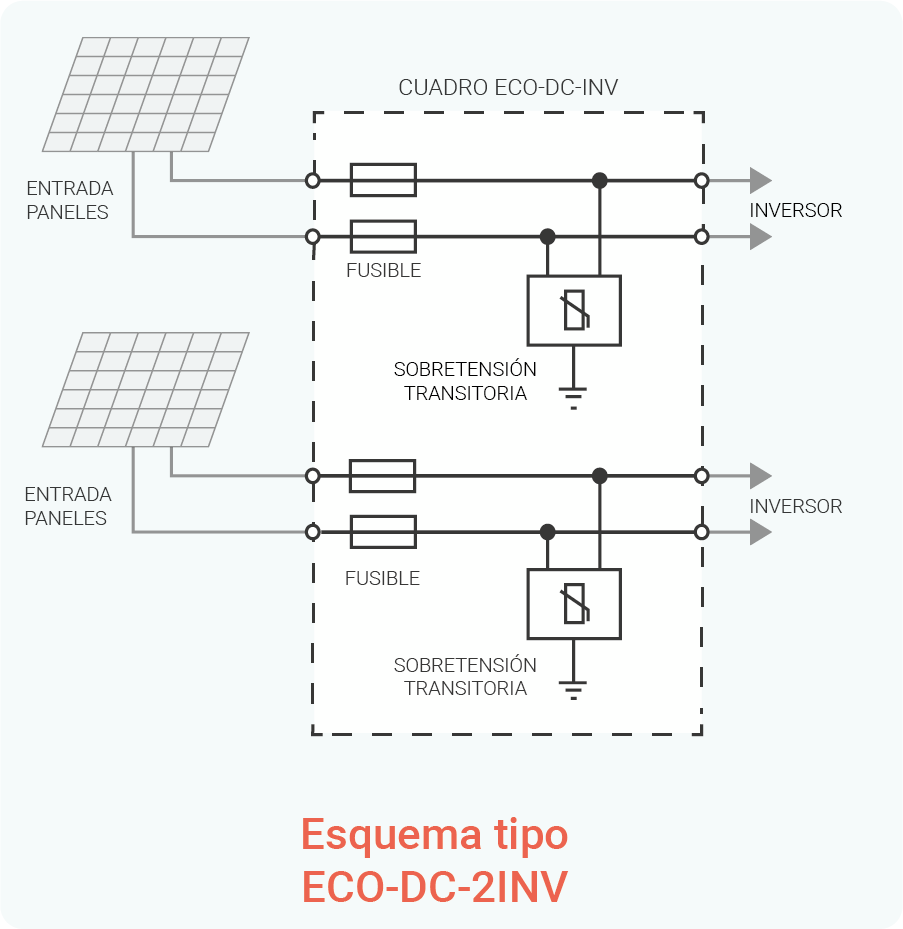 CUADRO ECO-DC-INV
ENTRADA
PANELES
INVERSOR
FUSIBLE
SOBRETENSIÓN
TRANSITORIA
ENTRADA
PANELES
INVERSOR
FUSIBLE
SOBRETENSIÓN
TRANSITORIA
Esquema tipo
ECO-DC-2INV